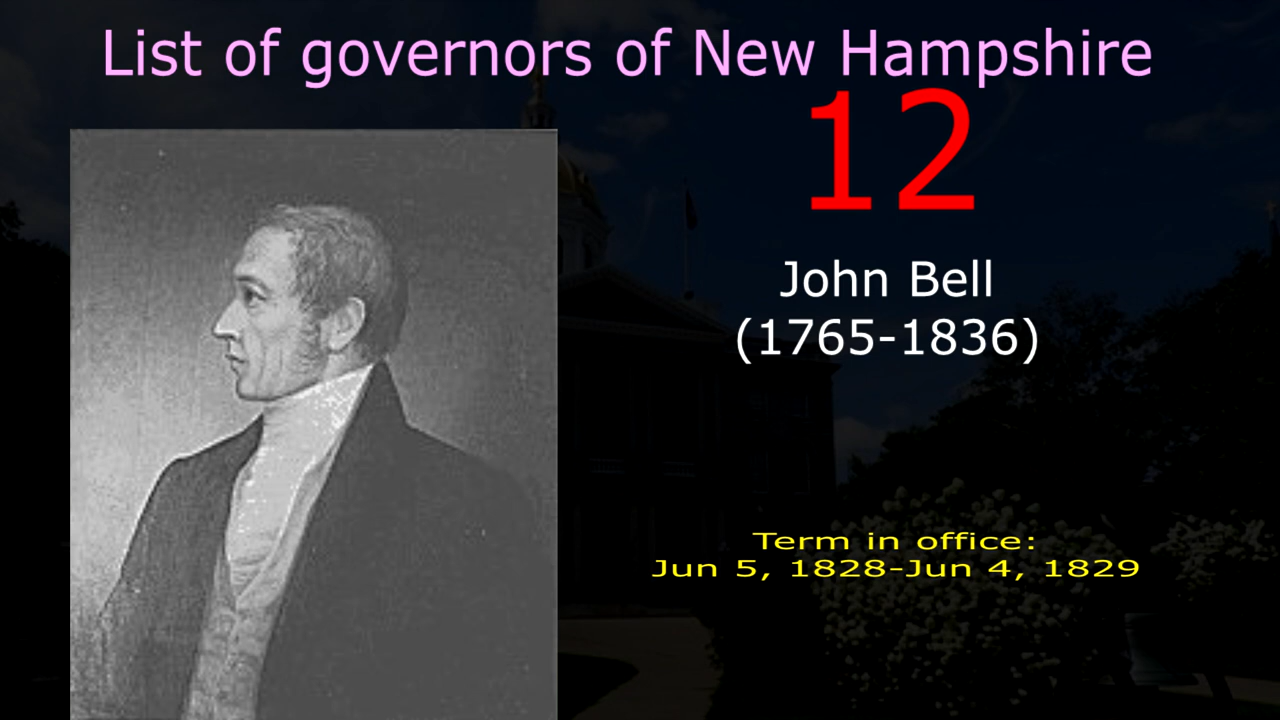 List of governors of New Hampshire
12
John Bell
(1765-1836)
Term in office:
Jun 5, 1828-Jun 4, 1829